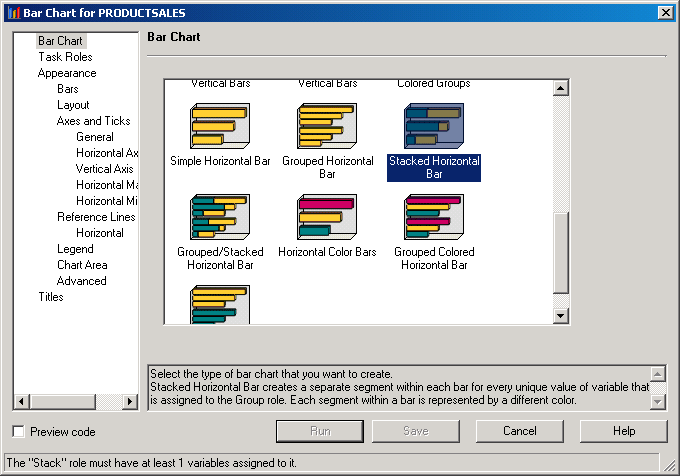 Bar Chart for PRODUCTSALES
Bar Chart
Task Roles
Appearance
Bars
Layout
Axes and Ticks
General
Horizontal Ax
Vertical Axis
Horizontal Ma
Horizontal Mi
Reference Lines
Horizontal
Legend
Chart Area
Advanced
Titles
Bar Chart
Vertical Bars
Vertical Bars
Colored Groups
Simple Horizontal Bar
Grouped Horizontal
Bar
Stacked Horizontal
Bar
Grouped/Stacked
Horizontal Bar
Horizontal Color Bars
Grouped Colored
Horizontal Bar
Select the type of bar chart that you want to create.
Stacked Horizontal Bar creates a separate segment within each bar for every unique value of variable that
is assigned to the Group role. Each segment within a bar is represented by a different color.
Preview code
Run
Save
Cancel
Help
The "Stack" role must have at least 1 variables assigned to it.